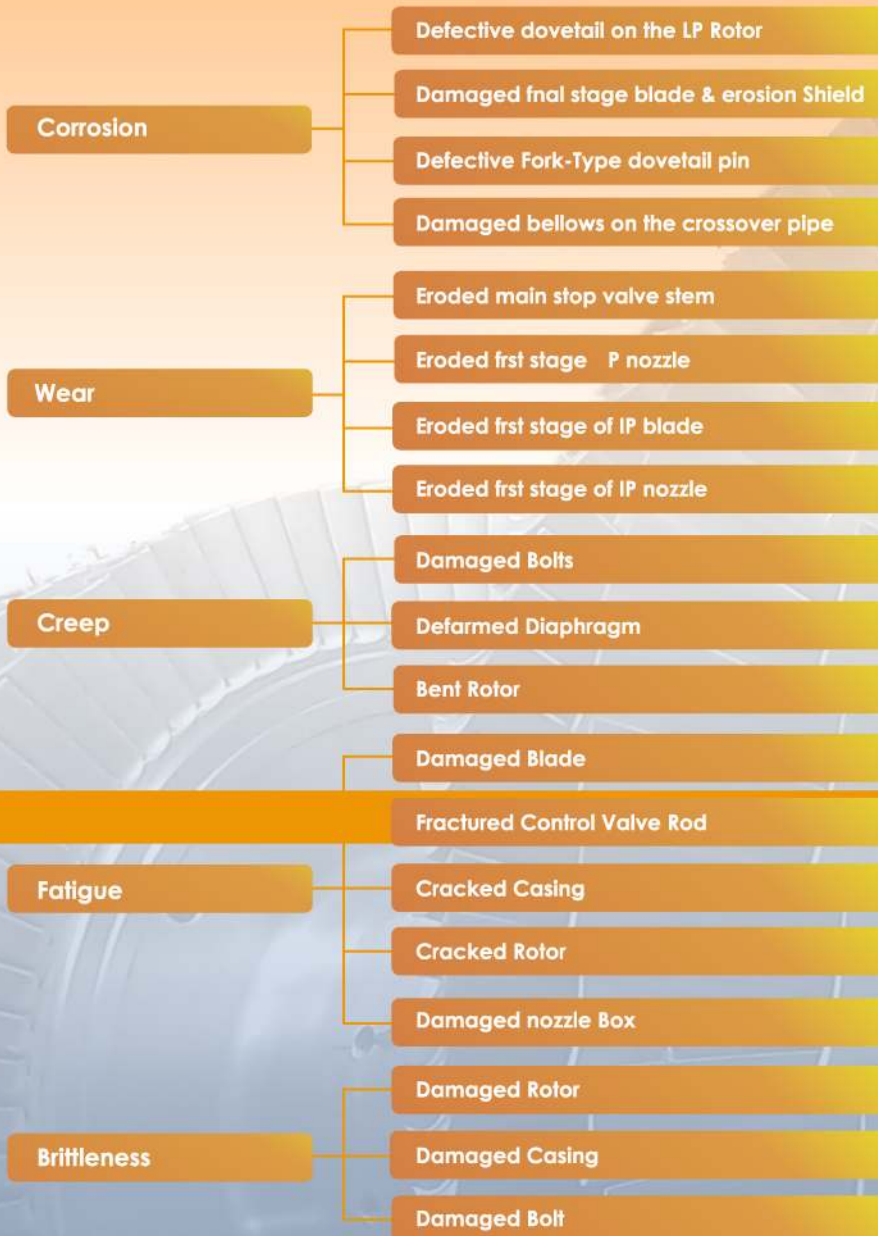 Corrosion
Defective dovetail on the LP Rotor
Damaged fnal stage blade & erosion Shield
Defective Fork-Type dovetail pin
Damaged bellows on the crossover pipe
Wear
Eroded main stop valve stem
Eroded frst stage P nozzle
Eroded frst stage of IP blade
Eroded frst stage of IP nozzle
Creep
Damaged Bolts
Defarmed Diaphragm
Bent Rotor
Fatigue
Damaged Blade
Fractured Control Valve Rod
Cracked Casing
Cracked Rotor
Damaged nozzle Box
Brittleness
Damaged Rotor
Damaged Casing
Damaged Bolt